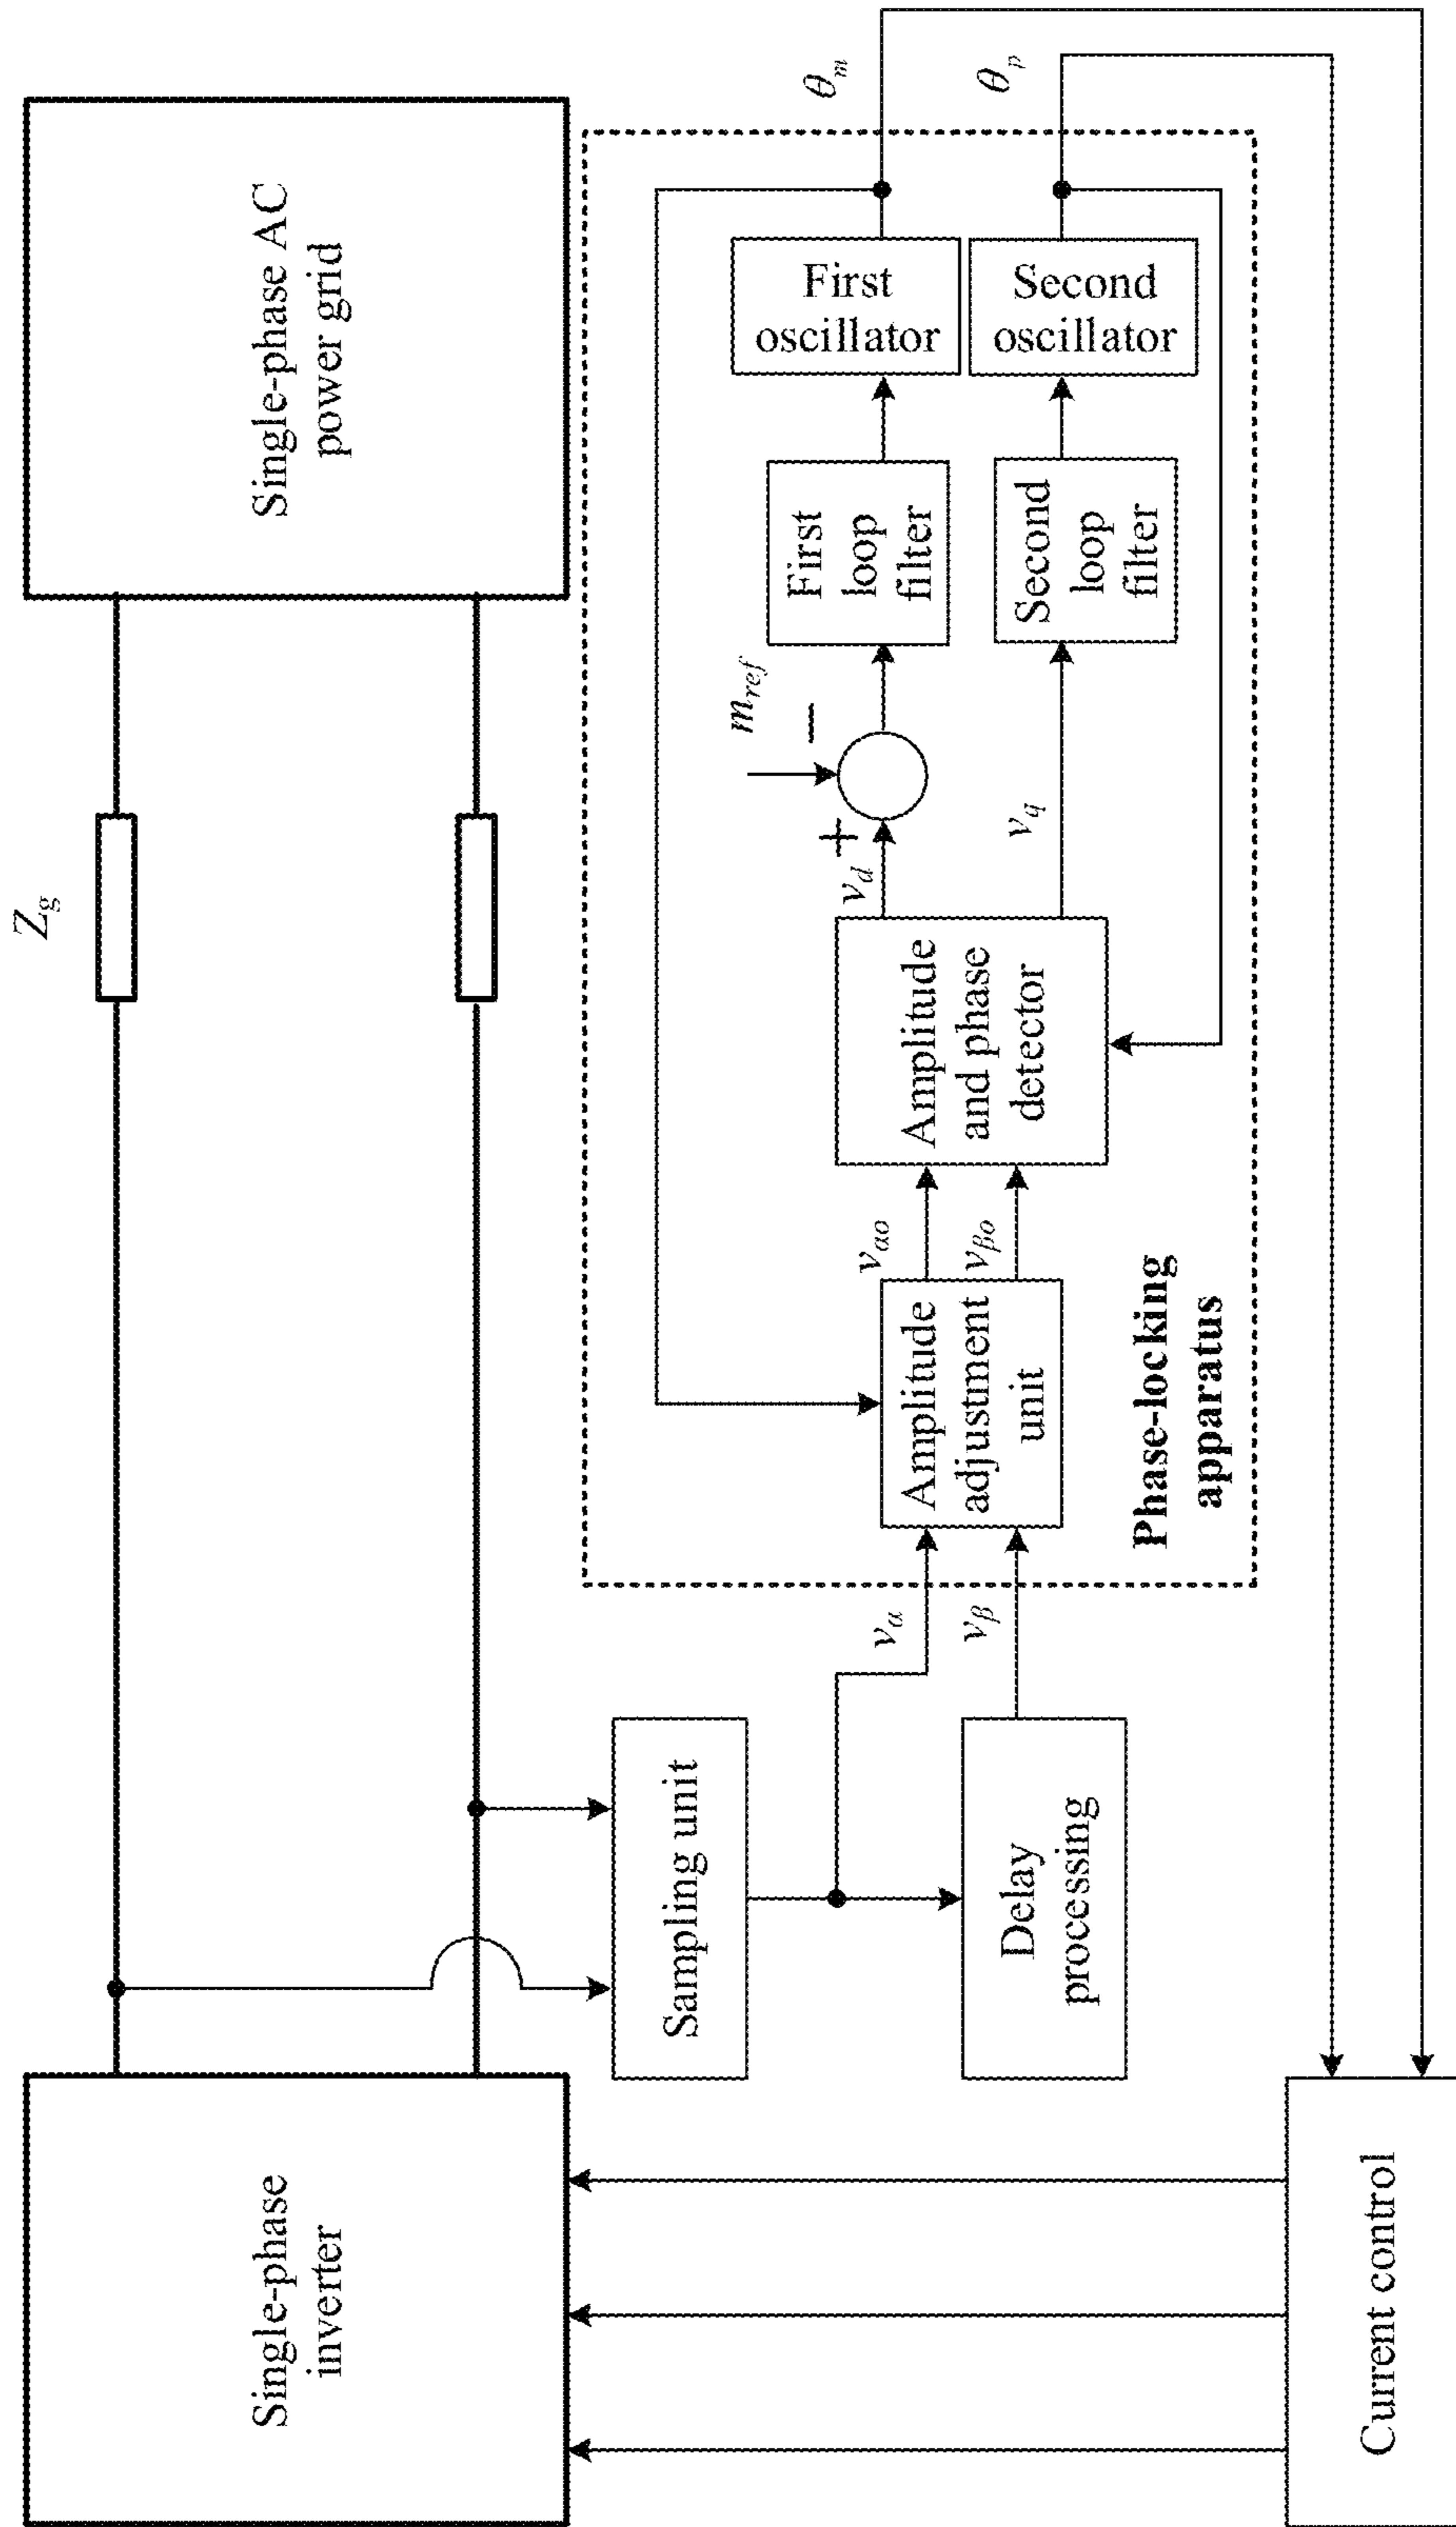 Single-phase
inverter
Z_g
Single-phase AC
power grid
Sampling unit
Delay
processing
v_α
v_β
Amplitude
adjustment
unit
v_αo
v_βo
Amplitude
and phase
detector
v_d
+
m_ref
−
v_q
First
loop
filter
Second
loop
filter
First
oscillator
Second
oscillator
θ_m
θ_p
Phase-locking
apparatus
Current control